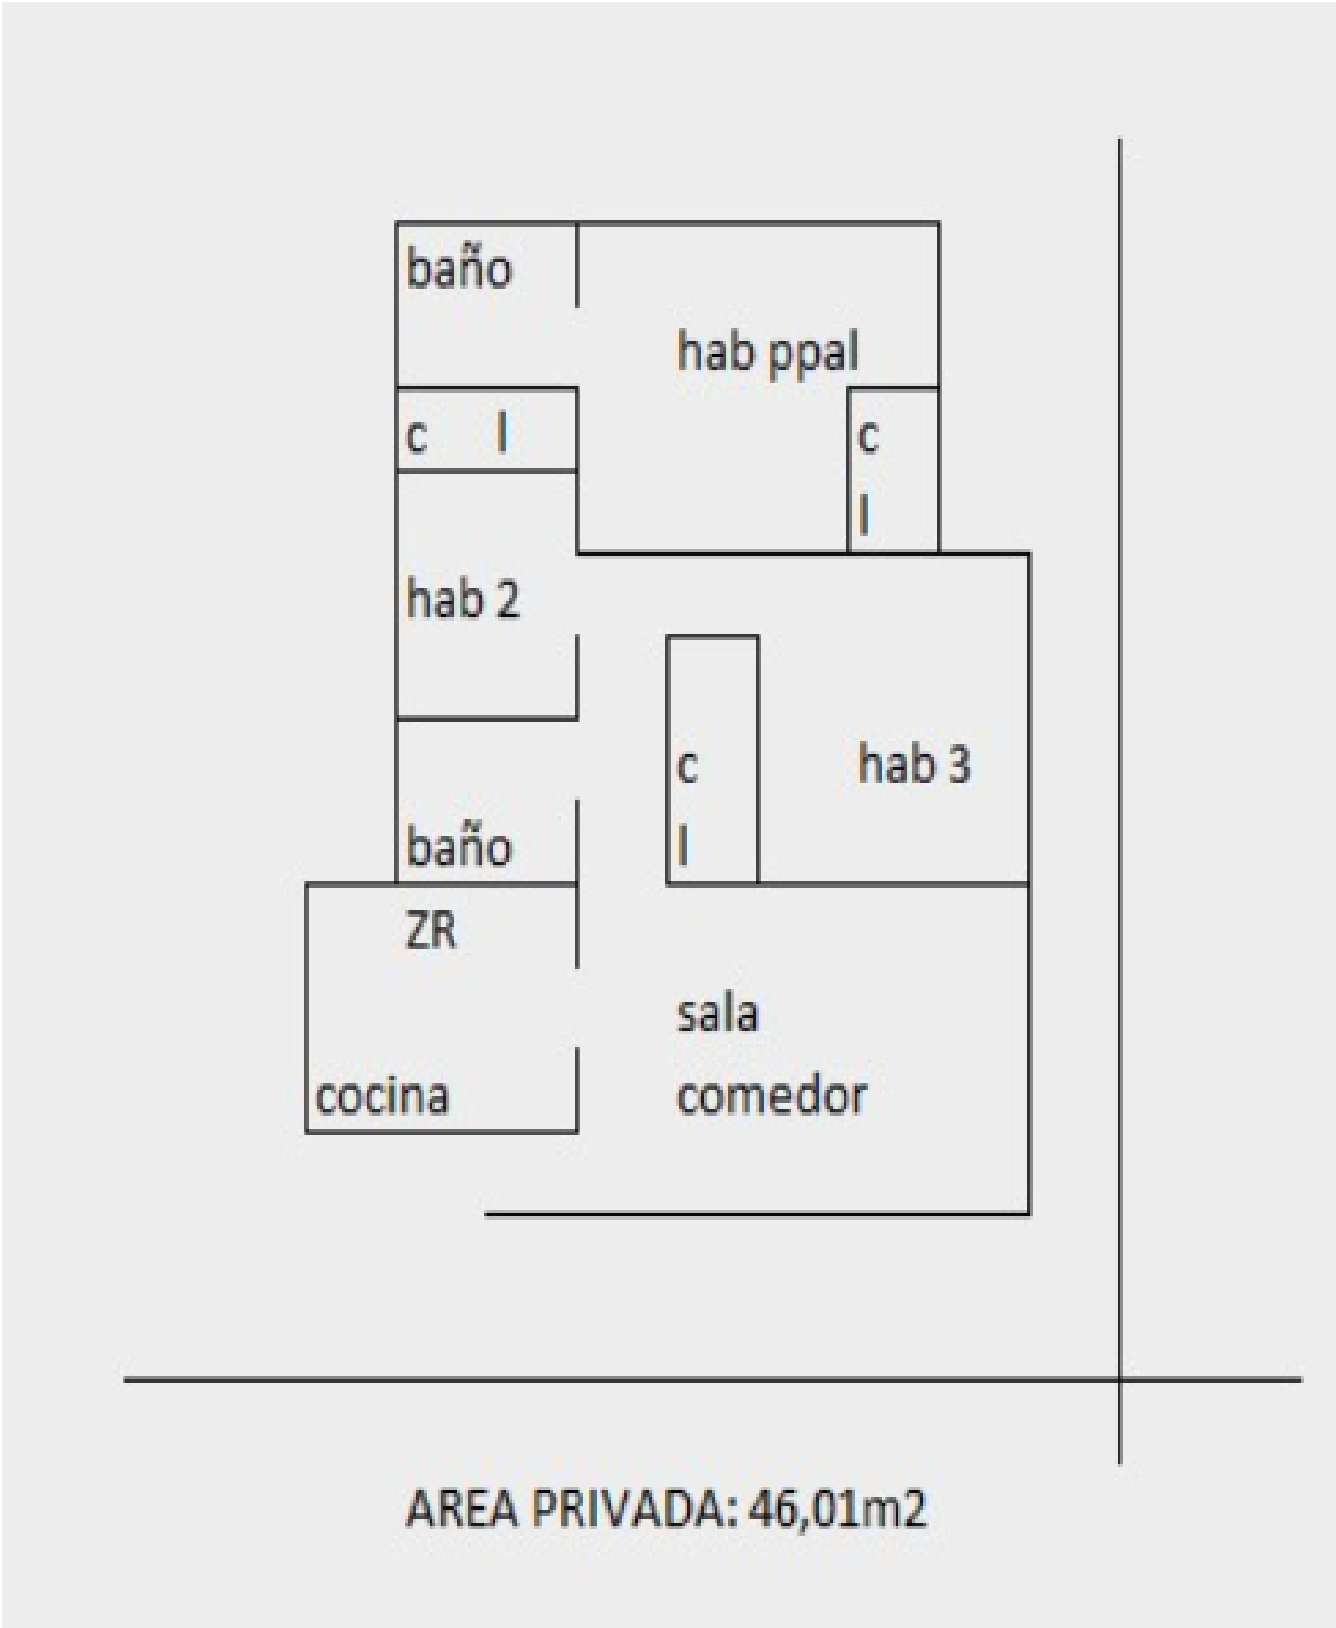 baño
hab ppal
c l
c
l
hab 2
c
l
hab 3
baño
ZR
sala
comedor
cocina
AREA PRIVADA: 46,01m2